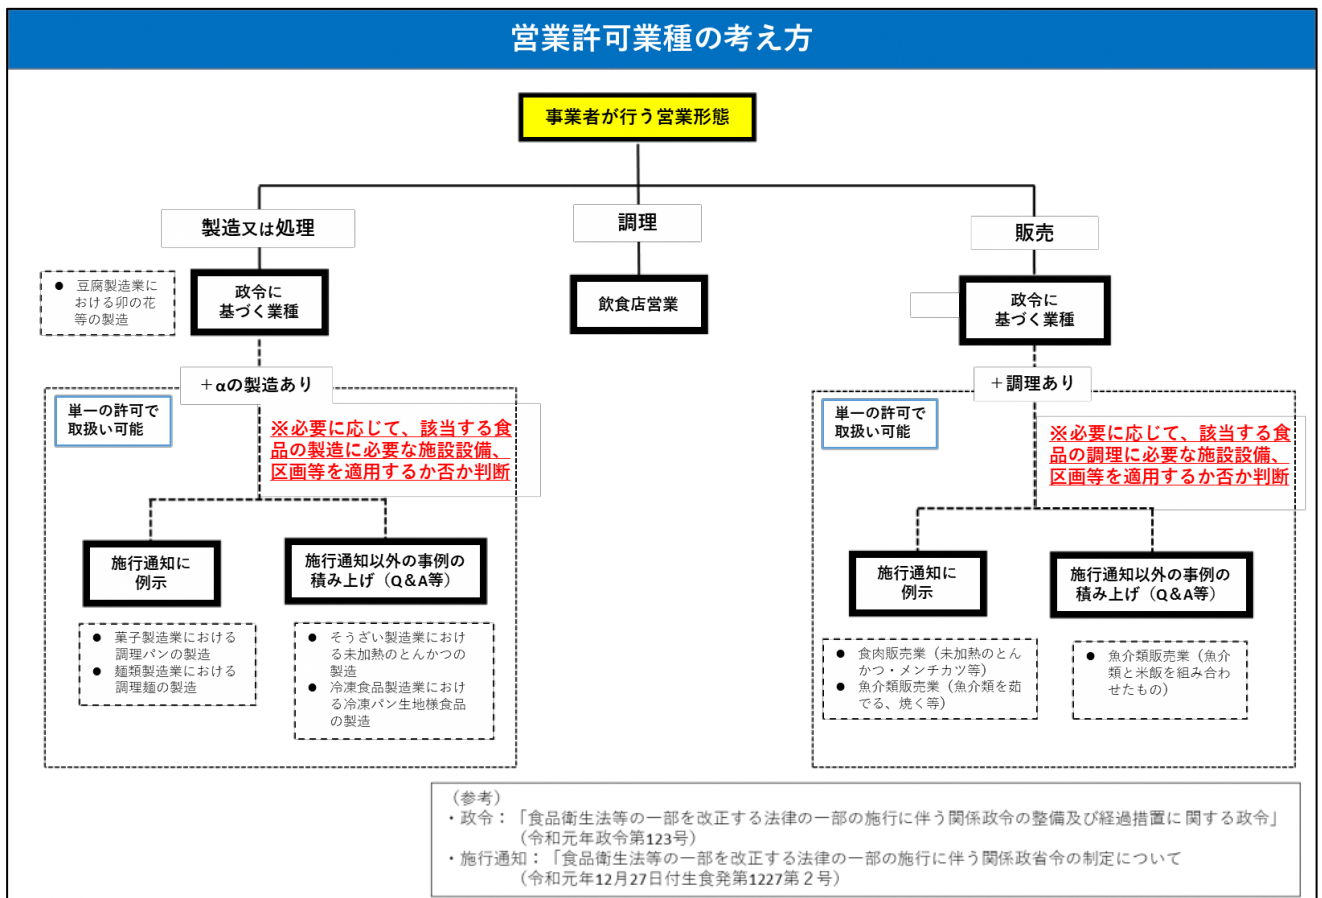 営業許可業種の考え方
事業者が行う営業形態
製造又は処理
調理
販売
● 豆腐製造業に
おける卯の花
等の製造
政令に
基づく業種
飲食店営業
政令に
基づく業種
+αの製造あり
単一の許可で
取扱い可能
※必要に応じて、該当する食
品の製造に必要な施設設備、
区画等を適用するか否か判断
施行通知に
例示
施行通知以外の事例の
積み上げ(Q&A等)
● 菓子製造業における
調理パンの製造
● 麺類製造業における
調理麺の製造
● そうざい製造業におけ
る未加熱のとんかつの
製造
● 冷凍食品製造業におけ
る冷凍パン生地様食品
の製造
+調理あり
単一の許可で
取扱い可能
※必要に応じて、該当する食
品の調理に必要な施設設備、
区画等を適用するか否か判断
施行通知に
例示
施行通知以外の事例の
積み上げ(Q&A等)
● 食肉販売業(未加熱のとん
かつ・メンチカツ等)
● 魚介類販売業(魚介類を茹
でる、焼く等)
● 魚介類販売業(魚介
類と米飯を組み合わ
せたもの)
(参考)
・政令:「食品衛生法等の一部を改正する法律の一部の施行に伴う関係政令の整備及び経過措置に関する政令」
(令和元年政令第123号)
・施行通知:「食品衛生法等の一部を改正する法律の一部の施行に伴う関係政省令の制定について
(令和元年12月27日付生食発第1227第2号)